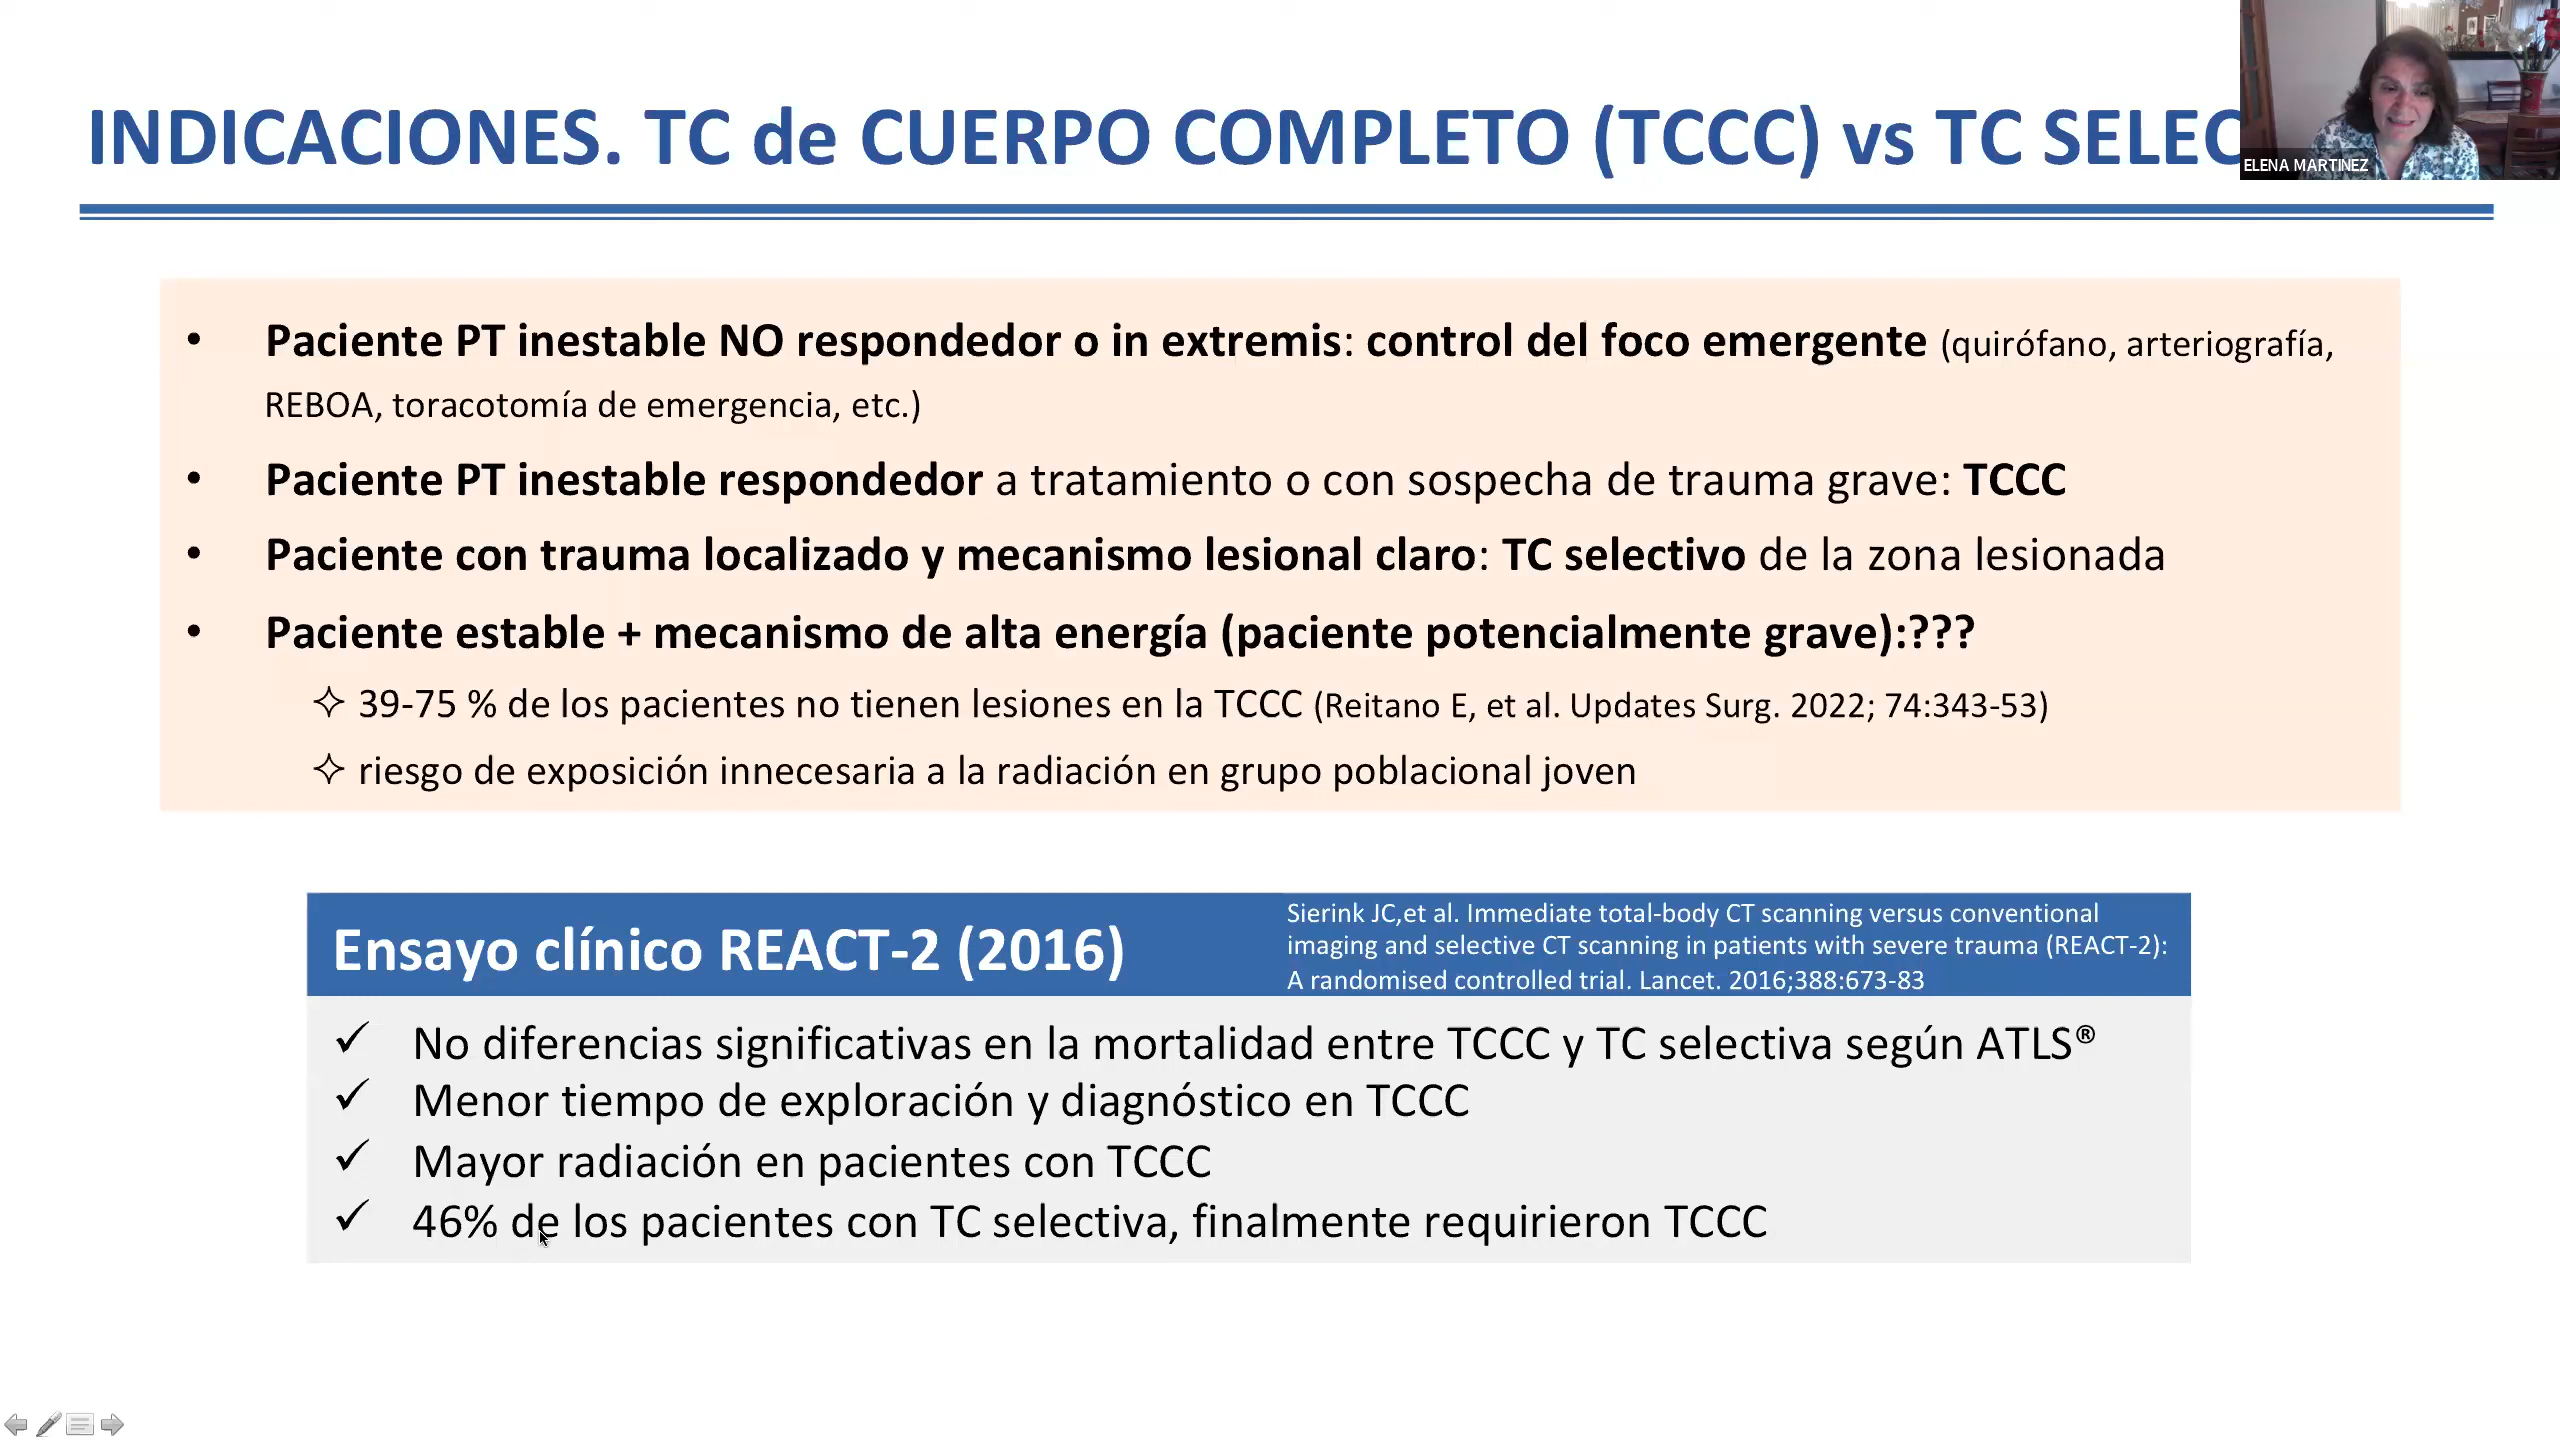 INDICACIONES. TC de CUERPO COMPLETO (TCCC) vs TC SELEC
ELENA MARTINEZ
• Paciente PT inestable NO respondedor o in extremis: control del foco emergente (quirófano, arteriografía,
REBOA, toracotomía de emergencia, etc.)
• Paciente PT inestable respondedor a tratamiento o con sospecha de trauma grave: TCCC
• Paciente con trauma localizado y mecanismo lesional claro: TC selectivo de la zona lesionada
• Paciente estable + mecanismo de alta energía (paciente potencialmente grave):???
✧ 39-75 % de los pacientes no tienen lesiones en la TCCC (Reitano E, et al. Updates Surg. 2022; 74:343-53)
✧ riesgo de exposición innecesaria a la radiación en grupo poblacional joven
Ensayo clínico REACT-2 (2016)
Sierink JC,et al. Immediate total-body CT scanning versus conventional
imaging and selective CT scanning in patients with severe trauma (REACT-2):
A randomised controlled trial. Lancet. 2016;388:673-83
✓ No diferencias significativas en la mortalidad entre TCCC y TC selectiva según ATLS®
✓ Menor tiempo de exploración y diagnóstico en TCCC
✓ Mayor radiación en pacientes con TCCC
✓ 46% de los pacientes con TC selectiva, finalmente requirieron TCCC